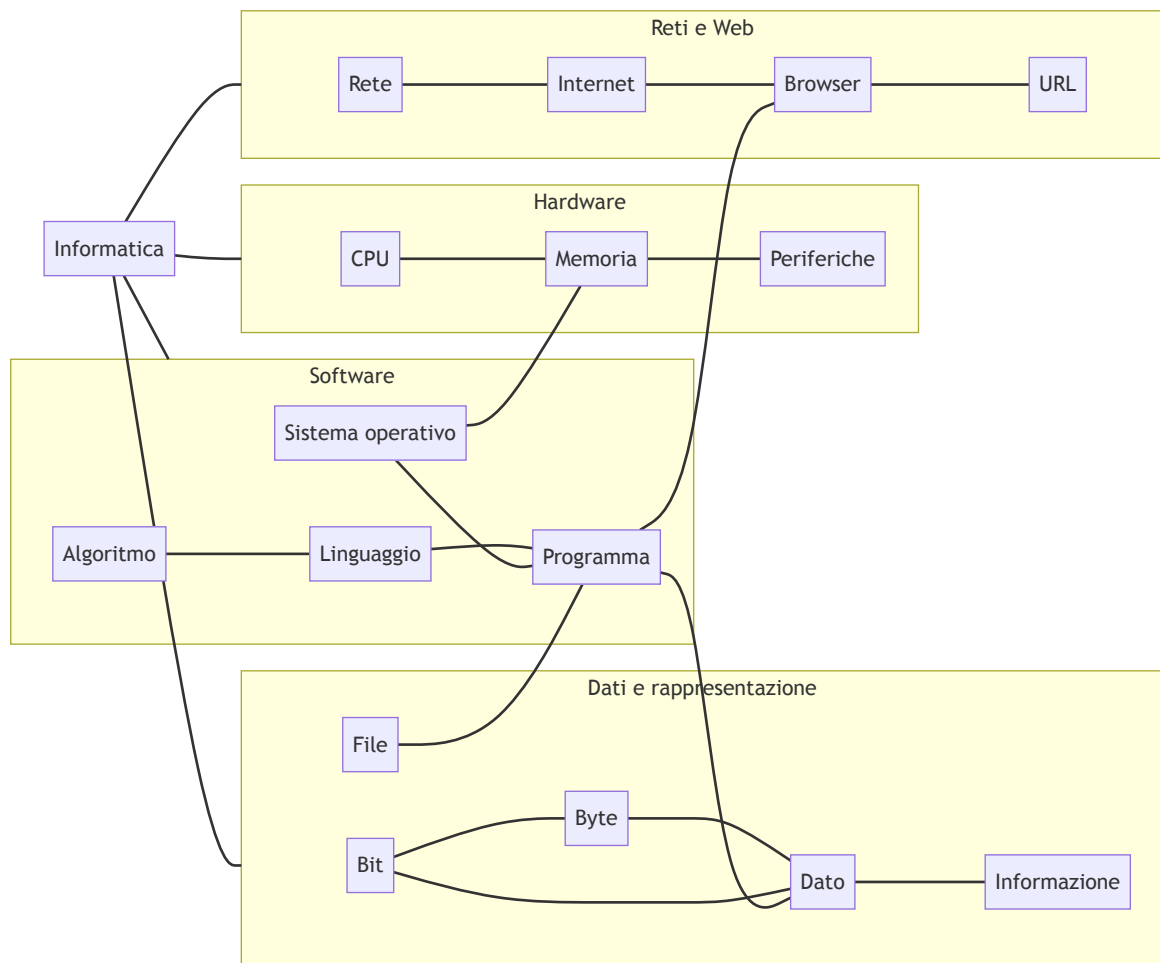 Reti e Web
Rete
Internet
Browser
URL
Hardware
Informatica
CPU
Memoria
Periferiche
Software
Sistema operativo
Algoritmo
Linguaggio
Programma
Dati e rappresentazione
File
Byte
Bit
Dato
Informazione